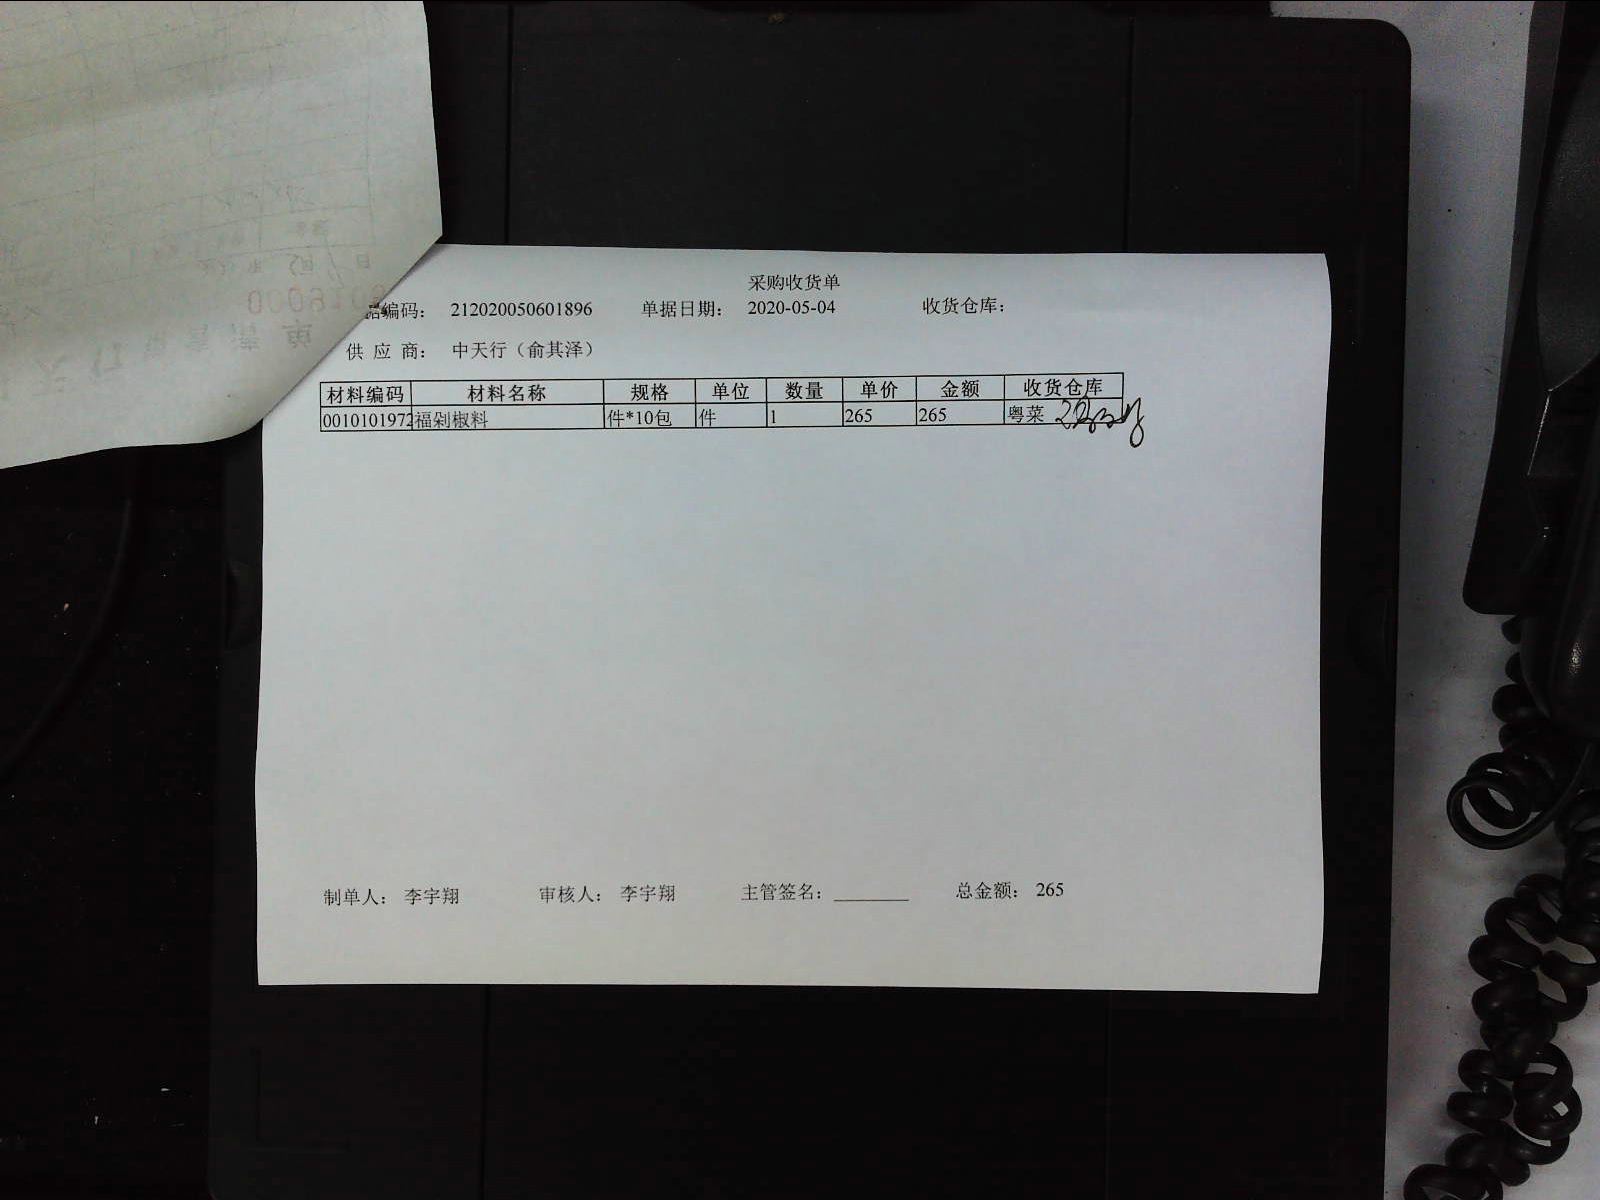 采购收货单
据编码： 212020050601896 单据日期： 2020-05-04 收货仓库：
供 应 商： 中天行（俞其泽）
材料编码 材料名称 规格 单位 数量 单价 金额 收货仓库
0010101972 福剁椒料 件*10包 件 1 265 265 粤菜
制单人： 李宇翔 审核人： 李宇翔 主管签名： ________ 总金额： 265